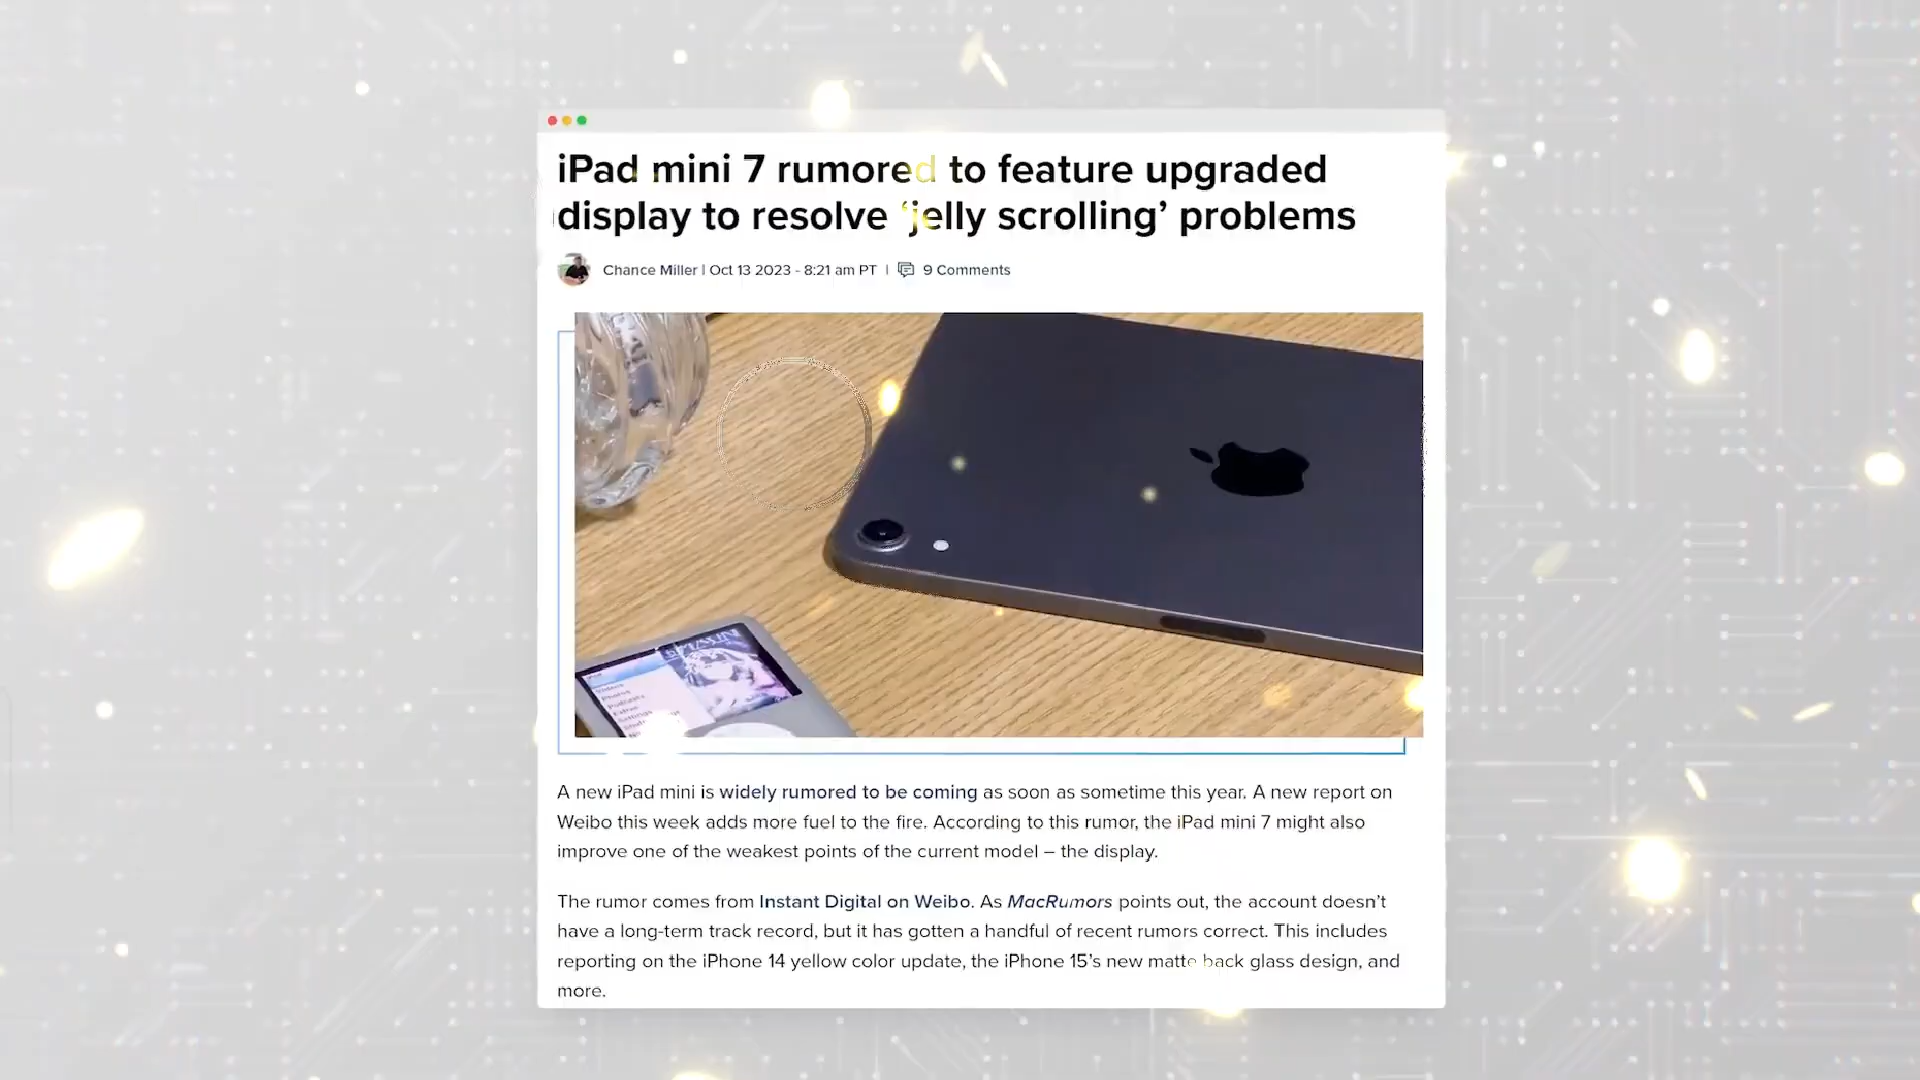 iPad mini 7 rumored to feature upgraded
display to resolve ‘jelly scrolling’ problems
Chance Miller | Oct 13 2023 - 8:21 am PT | 9 Comments
A new iPad mini is widely rumored to be coming as soon as sometime this year. A new report on
Weibo this week adds more fuel to the fire. According to this rumor, the iPad mini 7 might also
improve one of the weakest points of the current model – the display.
The rumor comes from Instant Digital on Weibo. As MacRumors points out, the account doesn’t
have a long-term track record, but it has gotten a handful of recent rumors correct. This includes
reporting on the iPhone 14 yellow color update, the iPhone 15’s new matte back glass design, and
more.